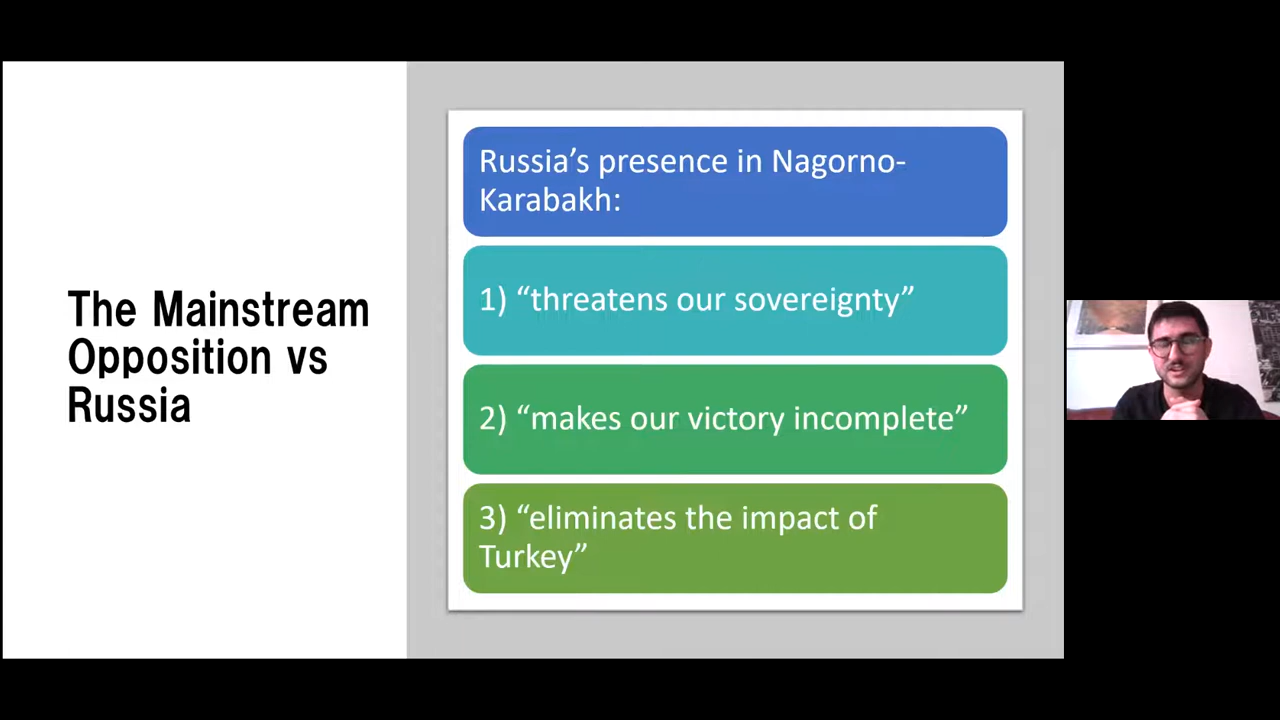 The Mainstream
Opposition vs
Russia
Russia’s presence in Nagorno-
Karabakh:
1) “threatens our sovereignty”
2) “makes our victory incomplete”
3) “eliminates the impact of
Turkey”